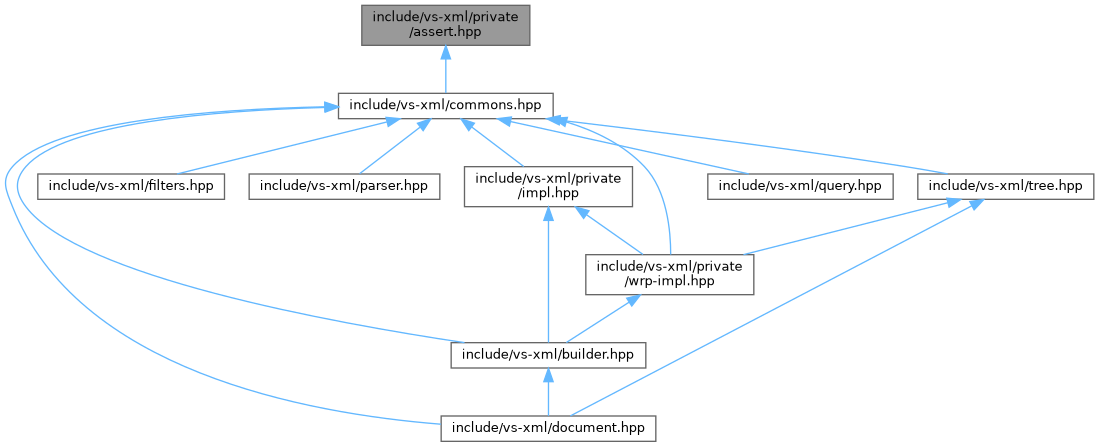 include/vs-xml/private
/assert.hpp
include/vs-xml/commons.hpp
include/vs-xml/filters.hpp
include/vs-xml/parser.hpp
include/vs-xml/private
/impl.hpp
include/vs-xml/query.hpp
include/vs-xml/tree.hpp
include/vs-xml/private
/wrp-impl.hpp
include/vs-xml/builder.hpp
include/vs-xml/document.hpp